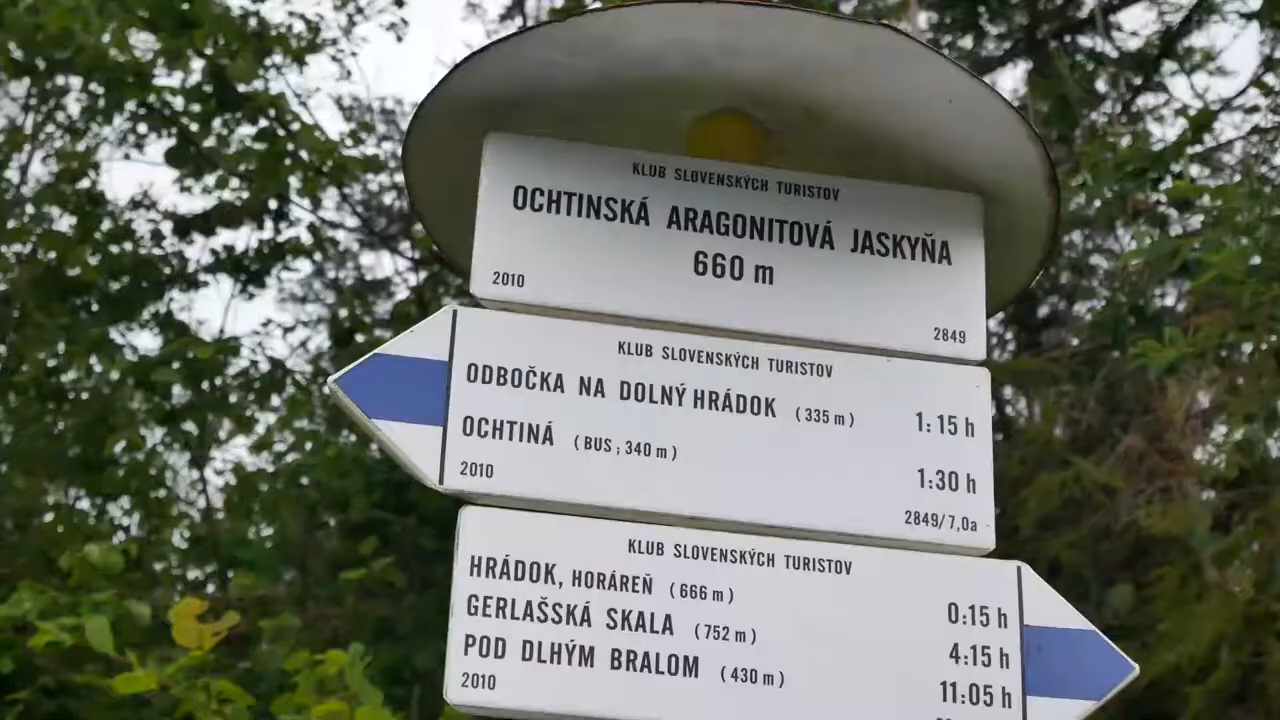 KLUB SLOVENSKÝCH TURISTOV
OCHTINSKÁ ARAGONITOVÁ JASKYŇA
660 m
2010 2849
KLUB SLOVENSKÝCH TURISTOV
ODBOČKA NA DOLNÝ HRÁDOK (335 m) 1:15 h
OCHTINÁ (BUS ; 340 m) 1:30 h
2010 2849/7,0a
KLUB SLOVENSKÝCH TURISTOV
HRÁDOK, HORÁREŇ (666 m) 0:15 h
GERLAŠSKÁ SKALA (752 m) 4:15 h
POD DLHÝM BRALOM (430 m) 11:05 h
2010